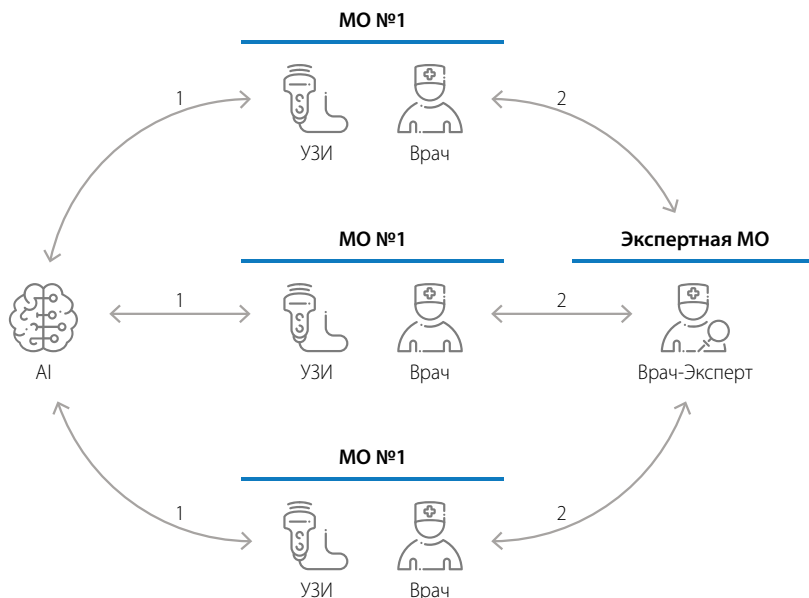 МО №1
1
2
УЗИ
Врач
МО №1
Экспертная МО
1
2
AI
УЗИ
Врач
Врач-Эксперт
МО №1
1
2
УЗИ
Врач